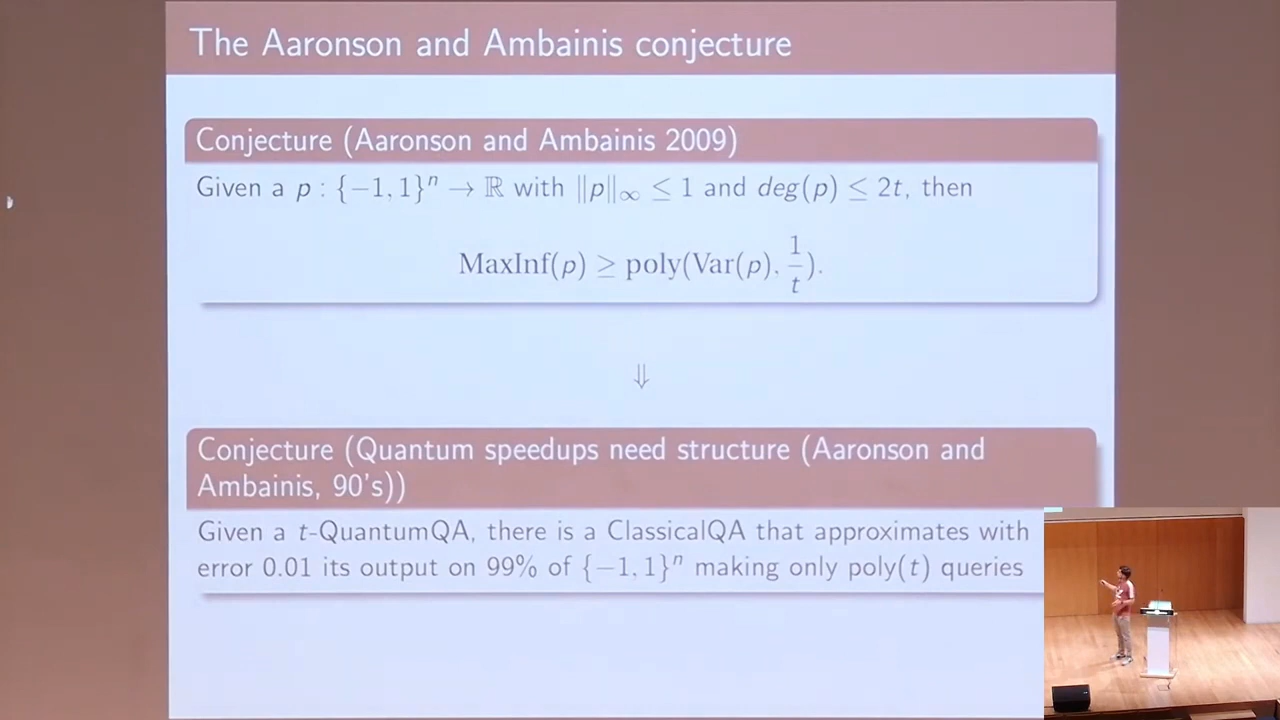 The Aaronson and Ambainis conjecture
Conjecture (Aaronson and Ambainis 2009)
Given a p : {−1, 1}ⁿ → ℝ with ‖p‖∞ ≤ 1 and deg(p) ≤ 2t, then
MaxInf(p) ≥ poly(Var(p), 1/t).
⇓
Conjecture (Quantum speedups need structure (Aaronson and
Ambainis, 90's))
Given a t-QuantumQA, there is a ClassicalQA that approximates with
error 0.01 its output on 99% of {−1, 1}ⁿ making only poly(t) queries